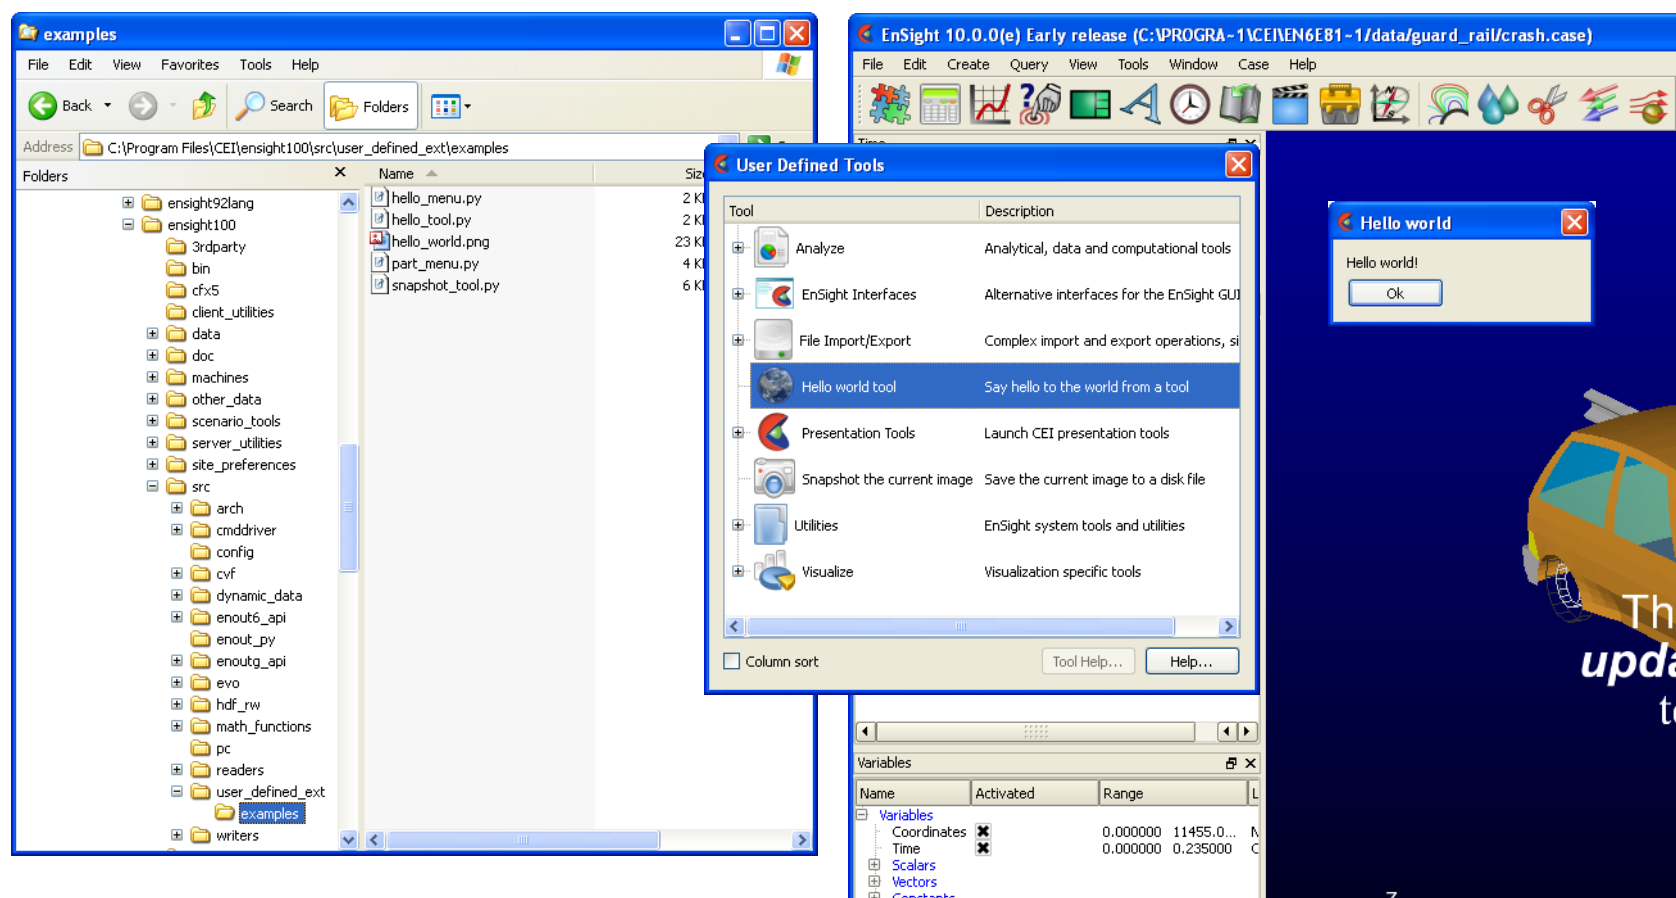 examples
File Edit View Favorites Tools Help
Back Search Folders
Address C:\Program Files\CEI\ensight100\src\user_defined_ext\examples
Folders
ensight92lang
ensight100
3rdparty
bin
cfx5
client_utilities
data
doc
machines
other_data
scenario_tools
server_utilities
site_preferences
src
arch
cmddriver
config
cvf
dynamic_data
enout6_api
enout_py
enoutg_api
evo
hdf_rw
math_functions
pc
readers
user_defined_ext
examples
writers
Name
hello_menu.py 2
hello_tool.py 2
hello_world.png 23
part_menu.py 4
snapshot_tool.py 6
User Defined Tools
Tool Description
Analyze Analytical, data and computational tools
EnSight Interfaces Alternative interfaces for the EnSight GUI
File Import/Export Complex import and export operations, si
Hello world tool Say hello to the world from a tool
Presentation Tools Launch CEI presentation tools
Snapshot the current image Save the current image to a disk file
Utilities EnSight system tools and utilities
Visualize Visualization specific tools
Column sort Tool Help... Help...
EnSight 10.0.0(e) Early release (C:\PROGRA~1\CEI\EN6E81~1/data/guard_rail/crash.case)
File Edit Create Query View Tools Window Case Help
Hello world
Hello world!
Ok
Th
upda
Variables
Name Activated Range
Variables
Coordinates 0.000000 11455.0...
Time 0.000000 0.235000
Scalars
Vectors
Constants